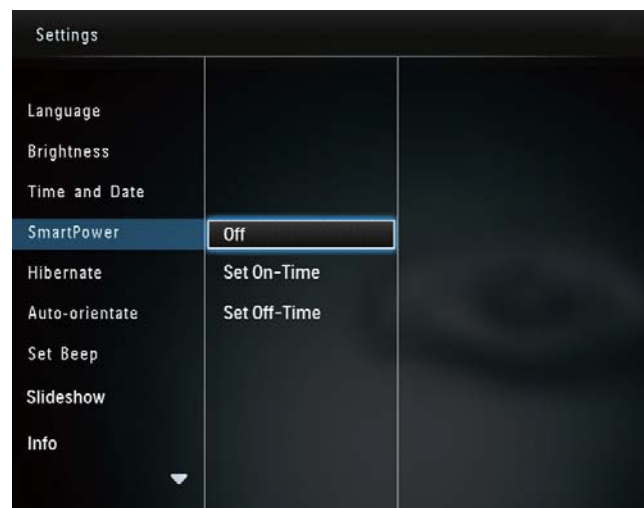 Settings
Language
Brightness
Time and Date
SmartPower
Off
Hibernate
Set On-Time
Auto-orientate
Set Off-Time
Set Beep
Slideshow
Info